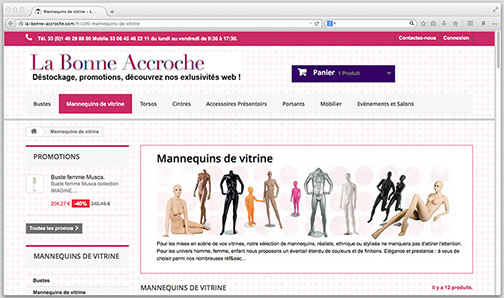 Mannequins de vitrine – L...
la-bonne-accroche.com/fr/100-mannequins-de-vitrine
Tél. 33 (0)1 40 29 86 00 Mobile 33 06 43 46 22 11 du lundi au vendredi de 9:30 à 17:30.
Contactez-nous
Connexion
La Bonne Accroche
Déstockage, promotions, découvrez nos exlusivités web !
Panier 1 Produit
Bustes
Mannequins de vitrine
Torsos
Cintres
Accessoires Présentoirs
Portants
Mobilier
Evènements et Salons
Mannequins de vitrine
PROMOTIONS
Buste femme Musca.
Buste femme Musca collection
IMAGINE....
204,27 € -40% 340,45 €
Toutes les promos
MANNEQUINS DE VITRINE
Bustes
Mannequins de vitrine
Mannequins de vitrine
Pour les mises en scène de vos vitrines, notre sélection de mannequins, réaliste, ethnique ou stylisée ne manquera pas d'attirer l'attention.
Pour les univers homme, femme, enfant nous proposons un éventail étendu de couleurs et de finitions. Elégance et prestance : à vous de
choisir parmi nos nombreuses réf&eac...
MANNEQUINS DE VITRINE
Il y a 12 produits.